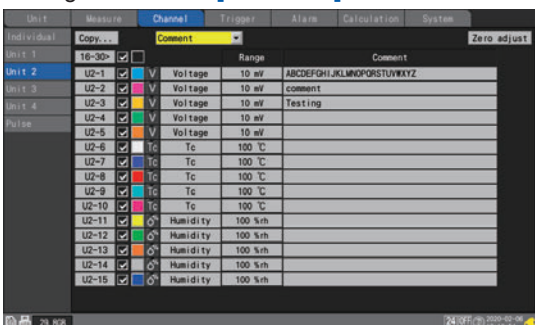 Unit Measure Channel Trigger Alarm Calculation System
Individual Copy... Comment Zero adjust
Unit 1 16-30> Range Comment
Unit 2 U2-1 V Voltage 10 mV ABCDEFGHIJKLMNOPQRSTUVWXYZ
U2-2 V Voltage 10 mV comment
Unit 3 U2-3 V Voltage 10 mV Testing
Unit 4 U2-4 V Voltage 10 mV
Pulse U2-5 V Voltage 10 mV
U2-6 Tc Tc 100 ℃
U2-7 Tc Tc 100 ℃
U2-8 Tc Tc 100 ℃
U2-9 Tc Tc 100 ℃
U2-10 Tc Tc 100 ℃
U2-11 Humidity 100 %rh
U2-12 Humidity 100 %rh
U2-13 Humidity 100 %rh
U2-14 Humidity 100 %rh
U2-15 Humidity 100 %rh
2020-02-06